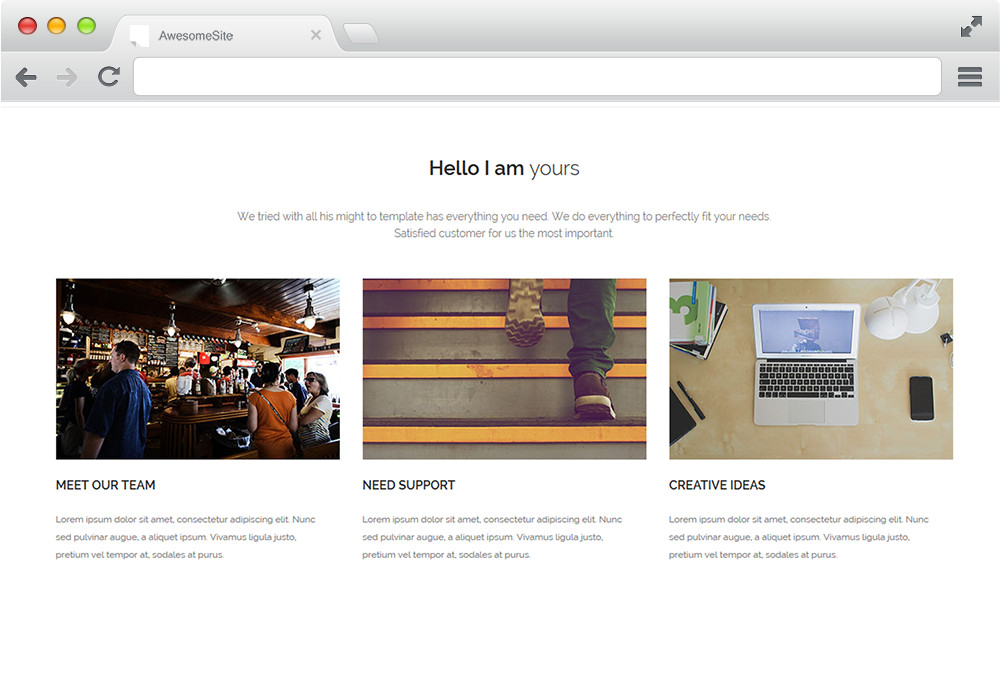 AwesomeSite
Hello I am yours
We tried with all his might to template has everything you need. We do everything to perfectly fit your needs.
Satisfied customer for us the most important.
MEET OUR TEAM
Lorem ipsum dolor sit amet, consectetur adipiscing elit. Nunc
sed pulvinar augue, a aliquet ipsum. Vivamus ligula justo,
pretium vel tempor at, sodales at purus.
NEED SUPPORT
Lorem ipsum dolor sit amet, consectetur adipiscing elit. Nunc
sed pulvinar augue, a aliquet ipsum. Vivamus ligula justo,
pretium vel tempor at, sodales at purus.
CREATIVE IDEAS
Lorem ipsum dolor sit amet, consectetur adipiscing elit. Nunc
sed pulvinar augue, a aliquet ipsum. Vivamus ligula justo,
pretium vel tempor at, sodales at purus.